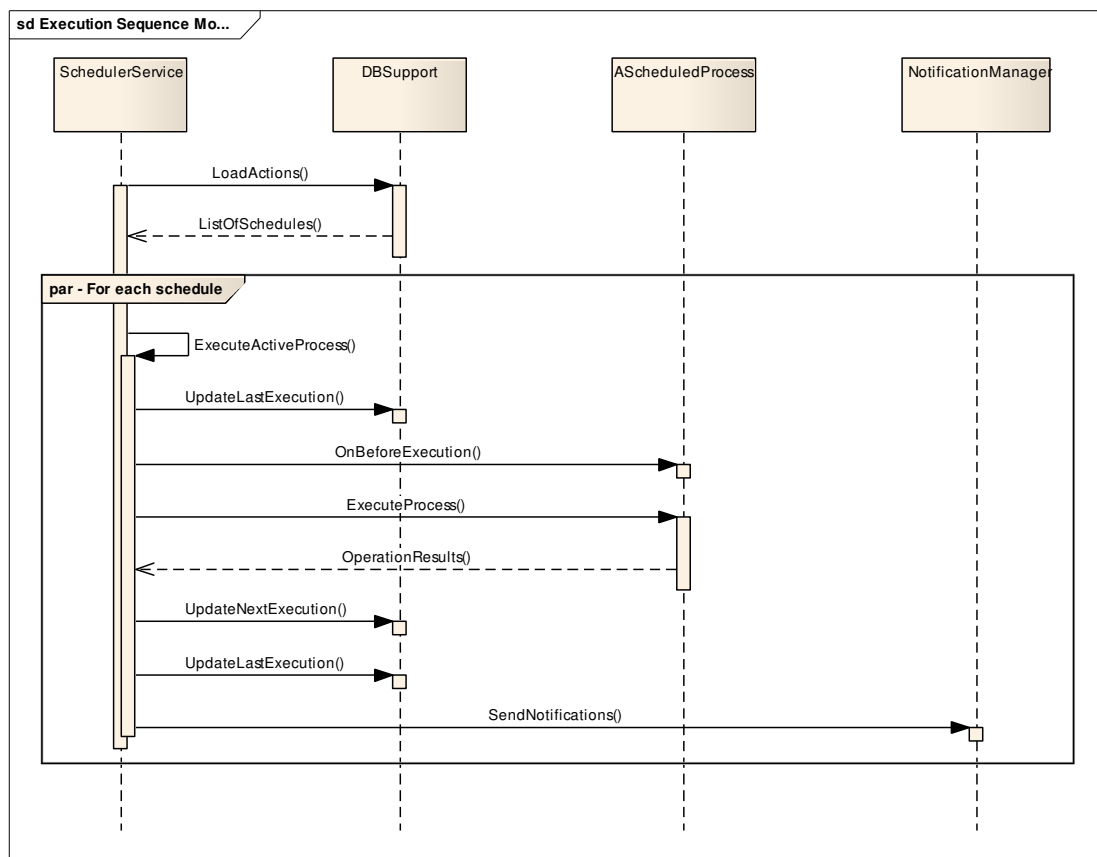 sd Execution Sequence Mo...
SchedulerService
DBSupport
AScheduledProcess
NotificationManager
LoadActions()
ListOfSchedules()
par - For each schedule
ExecuteActiveProcess()
UpdateLastExecution()
OnBeforeExecution()
ExecuteProcess()
OperationResults()
UpdateNextExecution()
UpdateLastExecution()
SendNotifications()